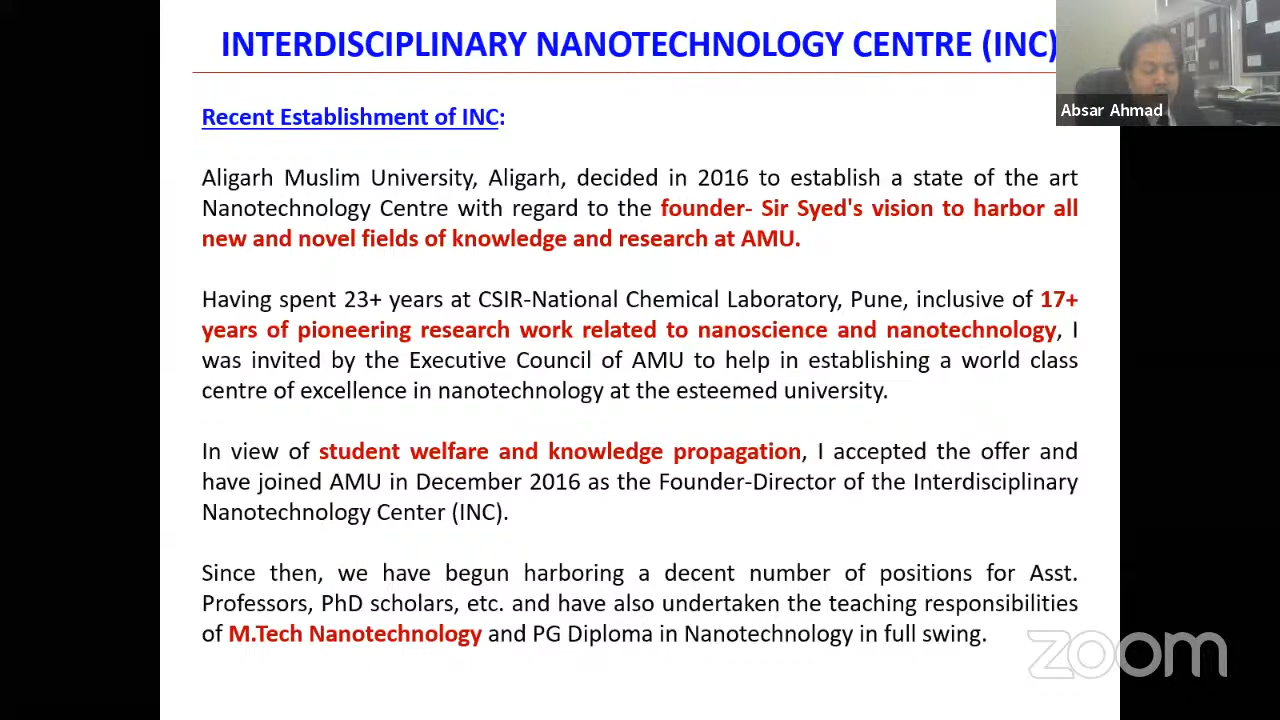 INTERDISCIPLINARY NANOTECHNOLOGY CENTRE (INC)
Absar Ahmad
Recent Establishment of INC:
Aligarh Muslim University, Aligarh, decided in 2016 to establish a state of the art
Nanotechnology Centre with regard to the founder- Sir Syed's vision to harbor all
new and novel fields of knowledge and research at AMU.
Having spent 23+ years at CSIR-National Chemical Laboratory, Pune, inclusive of 17+
years of pioneering research work related to nanoscience and nanotechnology, I
was invited by the Executive Council of AMU to help in establishing a world class
centre of excellence in nanotechnology at the esteemed university.
In view of student welfare and knowledge propagation, I accepted the offer and
have joined AMU in December 2016 as the Founder-Director of the Interdisciplinary
Nanotechnology Center (INC).
Since then, we have begun harboring a decent number of positions for Asst.
Professors, PhD scholars, etc. and have also undertaken the teaching responsibilities
of M.Tech Nanotechnology and PG Diploma in Nanotechnology in full swing.
zoom